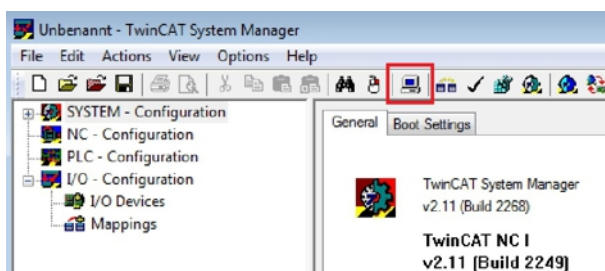 Unbenannt - TwinCAT System Manager
File Edit Actions View Options Help
SYSTEM - Configuration
NC - Configuration
PLC - Configuration
I/O - Configuration
I/O Devices
Mappings
General Boot Settings
TwinCAT System Manager
v2.11 (Build 2268)
TwinCAT NC I
v2.11 (Build 2249)